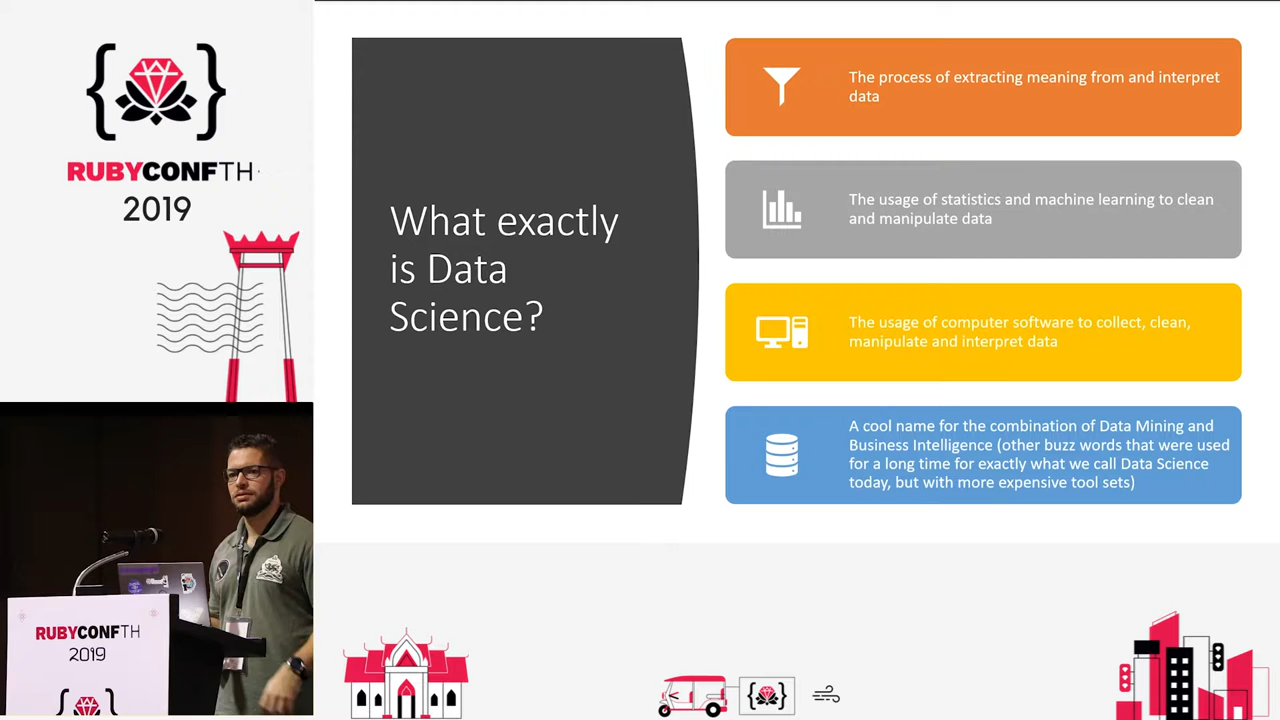 RUBYCONFTH
2019
What exactly
is Data
Science?
The process of extracting meaning from and interpret
data
The usage of statistics and machine learning to clean
and manipulate data
The usage of computer software to collect, clean,
manipulate and interpret data
A cool name for the combination of Data Mining and
Business Intelligence (other buzz words that were used
for a long time for exactly what we call Data Science
today, but with more expensive tool sets)
RUBYCONFTH
2019